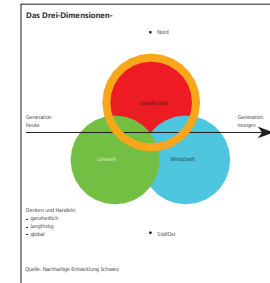 Das Drei-Dimensionen-
Nord
Gesellschaft
Generation
heute
Generation
morgen
Umwelt
Wirtschaft
Denken und Handeln:
- ganzheitlich
- langfristig
- global
Süd/Ost
Quelle: Nachhaltige Entwicklung Schweiz